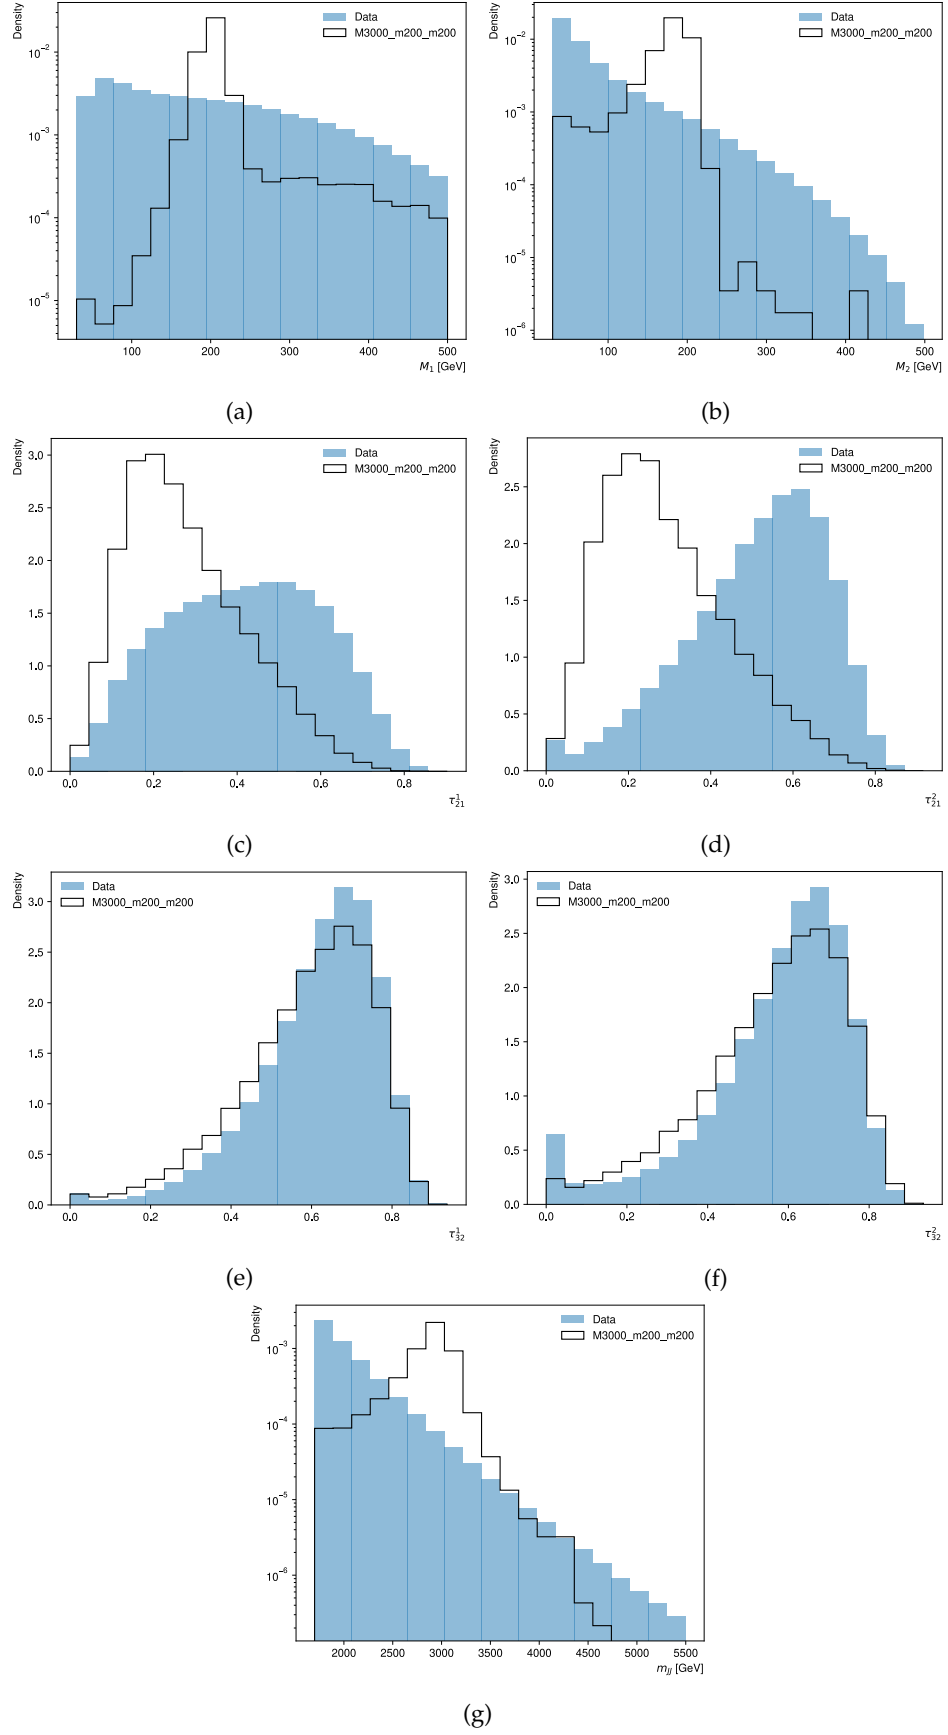 Density
Data
M3000_m200_m200
10⁻²
10⁻³
10⁻⁴
10⁻⁵
100 200 300 400 500
M₁ [GeV]
(a)
Density
Data
M3000_m200_m200
10⁻²
10⁻³
10⁻⁴
10⁻⁵
10⁻⁶
100 200 300 400 500
M₂ [GeV]
(b)
Density
Data
M3000_m200_m200
3.0
2.5
2.0
1.5
1.0
0.5
0.0
0.0 0.2 0.4 0.6 0.8
τ¹₂₁
(c)
Density
Data
M3000_m200_m200
2.5
2.0
1.5
1.0
0.5
0.0
0.0 0.2 0.4 0.6 0.8
τ²₂₁
(d)
Density
Data
M3000_m200_m200
3.0
2.5
2.0
1.5
1.0
0.5
0.0
0.0 0.2 0.4 0.6 0.8
τ¹₃₂
(e)
Density
Data
M3000_m200_m200
3.0
2.5
2.0
1.5
1.0
0.5
0.0
0.0 0.2 0.4 0.6 0.8
τ²₃₂
(f)
Density
Data
M3000_m200_m200
10⁻³
10⁻⁴
10⁻⁵
10⁻⁶
2000 2500 3000 3500 4000 4500 5000 5500
m_JJ [GeV]
(g)